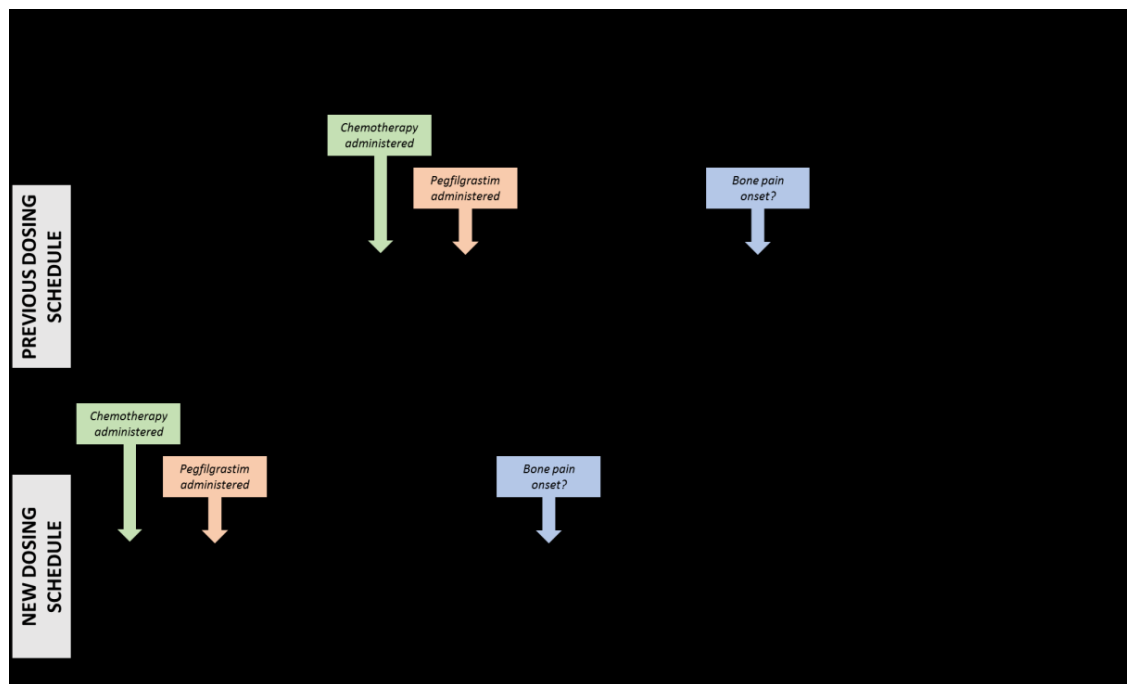 Chemotherapy
administered
Pegfilgrastim
administered
Bone pain
onset?
PREVIOUS DOSING
SCHEDULE
Chemotherapy
administered
Pegfilgrastim
administered
Bone pain
onset?
NEW DOSING
SCHEDULE